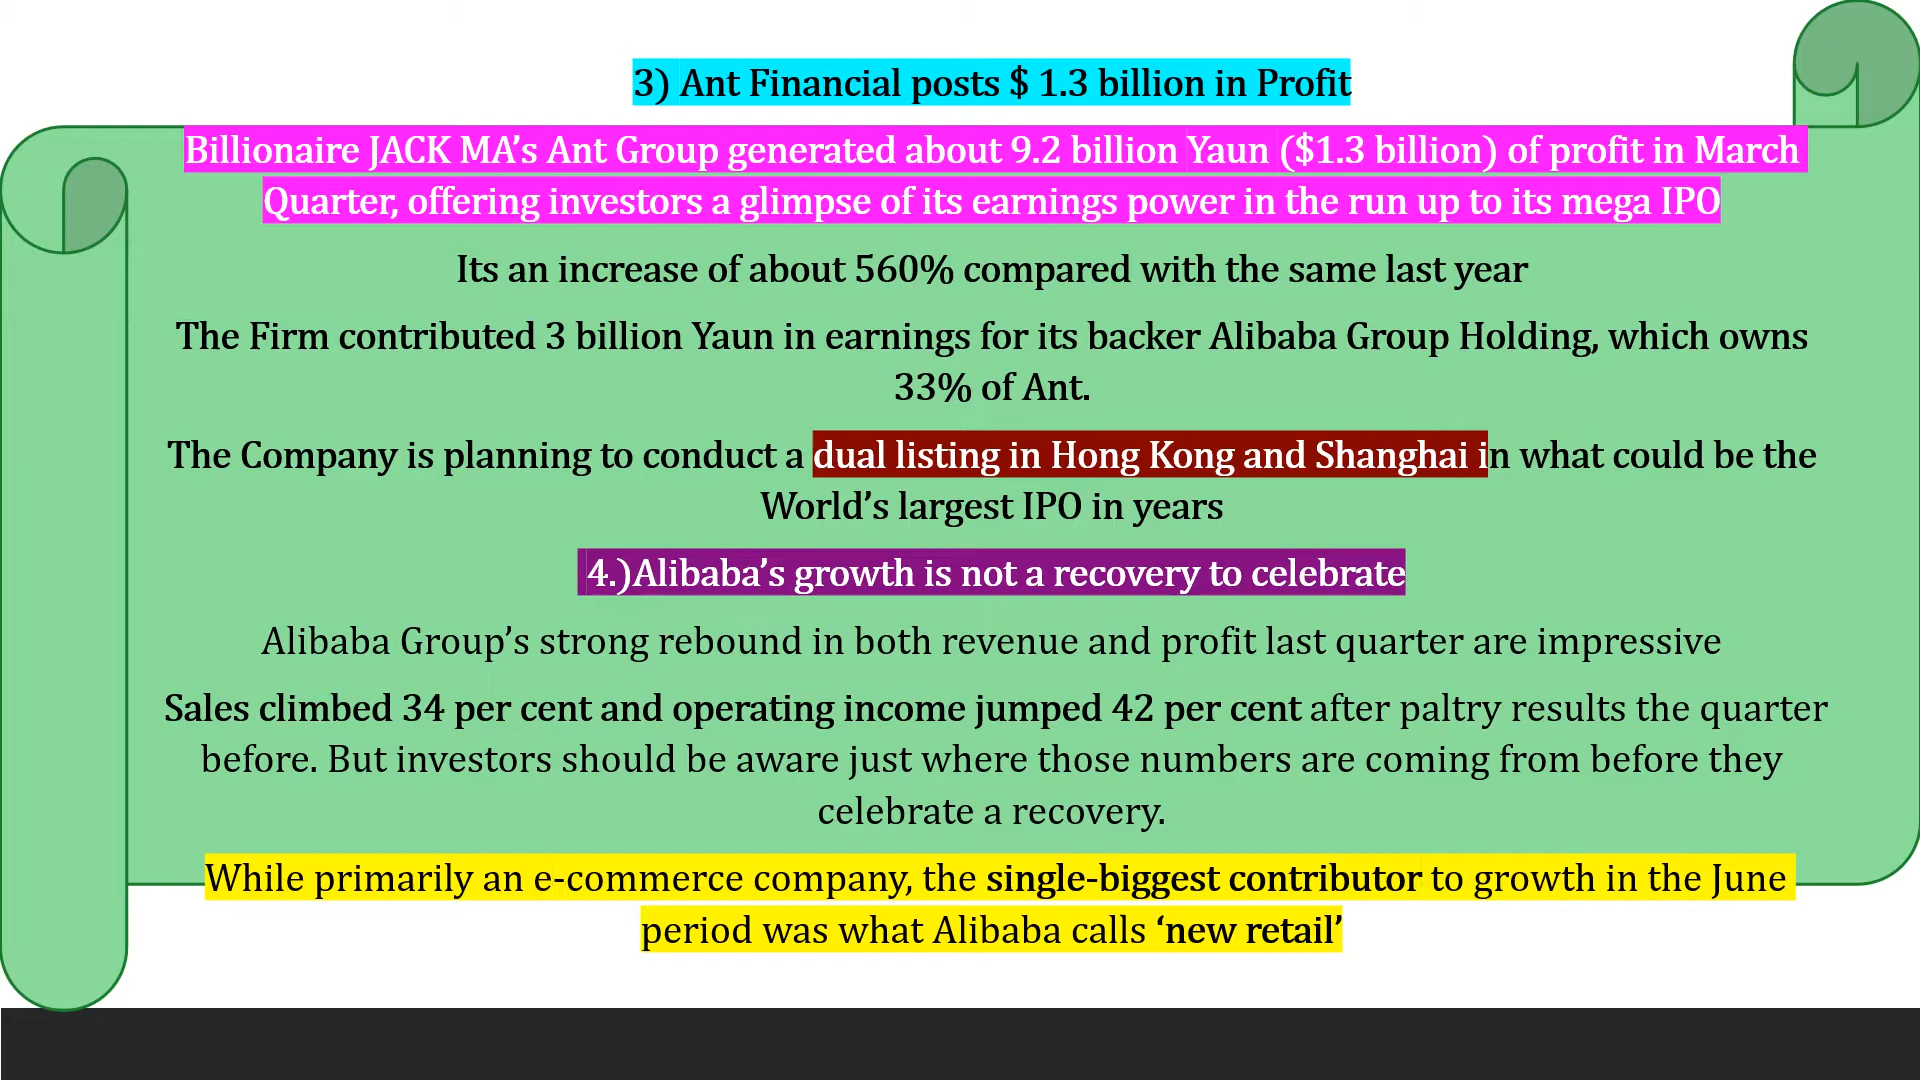 3) Ant Financial posts $ 1.3 billion in Profit
Billionaire JACK MA’s Ant Group generated about 9.2 billion Yaun ($1.3 billion) of profit in March
Quarter, offering investors a glimpse of its earnings power in the run up to its mega IPO
Its an increase of about 560% compared with the same last year
The Firm contributed 3 billion Yaun in earnings for its backer Alibaba Group Holding, which owns
33% of Ant.
The Company is planning to conduct a dual listing in Hong Kong and Shanghai in what could be the
World’s largest IPO in years
4.)Alibaba’s growth is not a recovery to celebrate
Alibaba Group’s strong rebound in both revenue and profit last quarter are impressive
Sales climbed 34 per cent and operating income jumped 42 per cent after paltry results the quarter
before. But investors should be aware just where those numbers are coming from before they
celebrate a recovery.
While primarily an e-commerce company, the single-biggest contributor to growth in the June
period was what Alibaba calls ‘new retail’